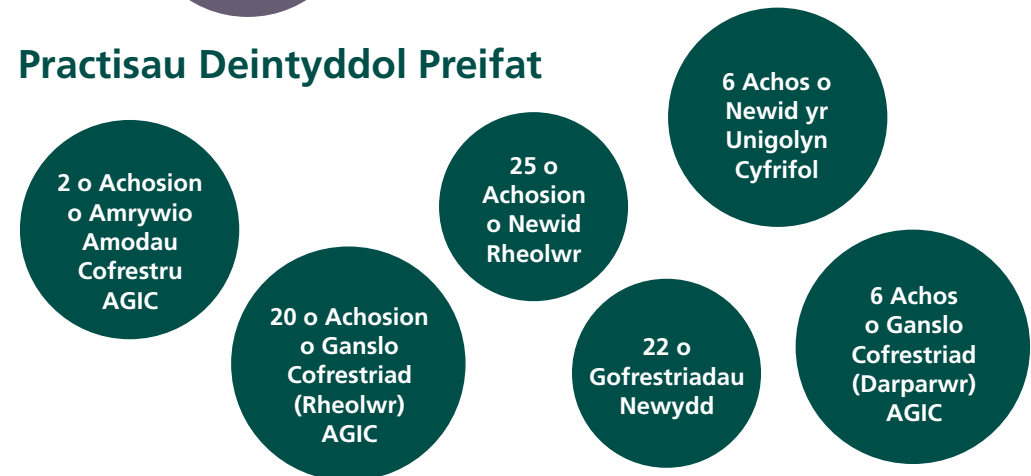 Practisau Deintyddol Preifat
2 o Achosion
o Amrywio
Amodau
Cofrestru
AGIC
20 o Achosion
o Ganslo
Cofrestriad
(Rheolwr)
AGIC
25 o
Achosion
o Newid
Rheolwr
22 o
Gofrestriadau
Newydd
6 Achos o
Newid yr
Unigolyn
Cyfrifol
6 Achos
o Ganslo
Cofrestriad
(Darparwr)
AGIC